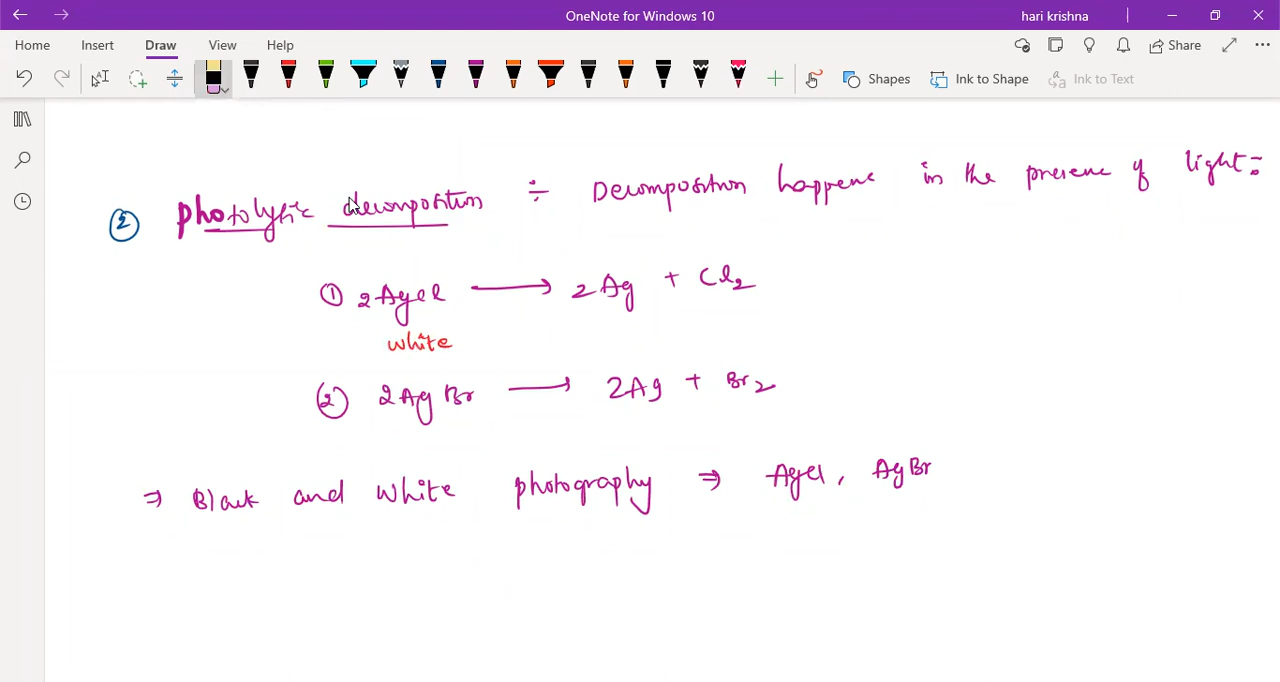 OneNote for Windows 10
hari krishna
Home Insert Draw View Help
Share
Shapes
Ink to Shape
Ink to Text
② photolytic decomposition ÷ Decomposition happens in the presence of light:
① 2AgCl ⟶ 2Ag + Cl2
White
② 2AgBr ⟶ 2Ag + Br2
⇒ Black and White photography ⇒ AgCl, AgBr